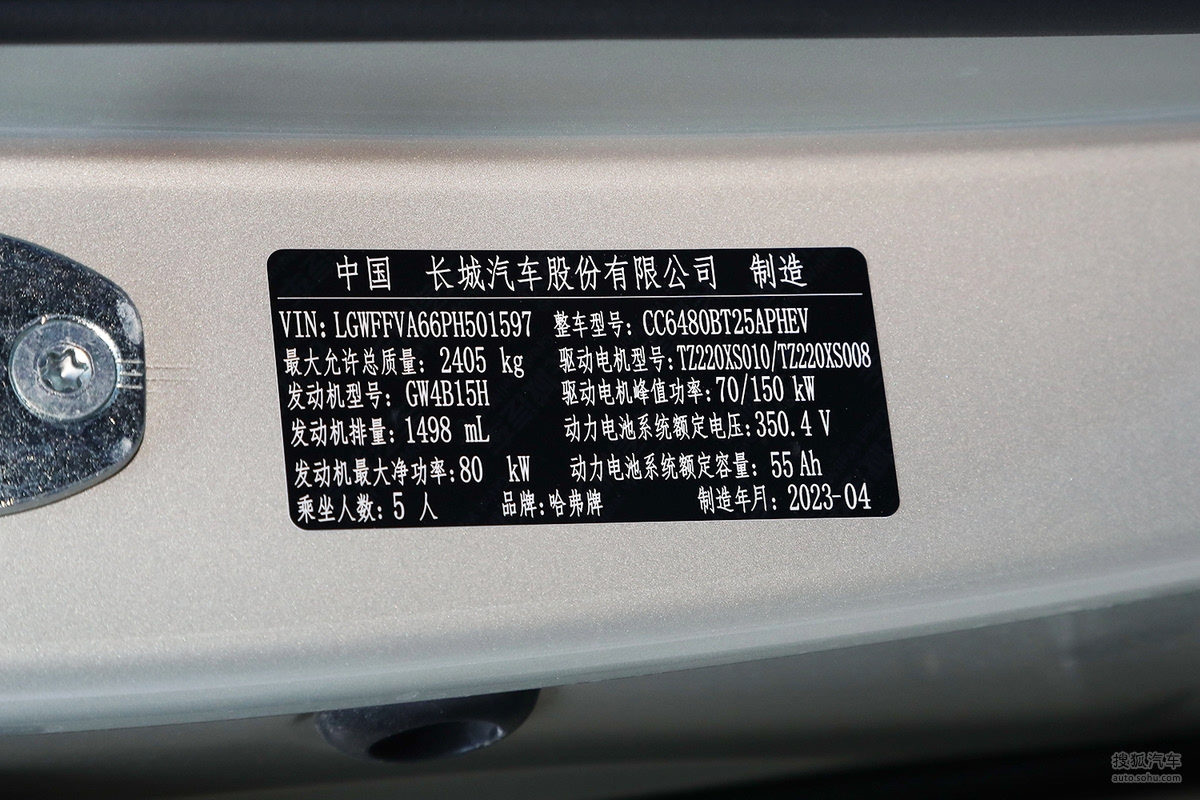 中国 长城汽车股份有限公司 制造
VIN: LGWFFVA66PH501597 整车型号: CC6480BT25APHEV
最大允许总质量: 2405 kg 驱动电机型号: TZ220XS010/TZ220XS008
发动机型号: GW4B15H 驱动电机峰值功率: 70/150 kW
发动机排量: 1498 mL 动力电池系统额定电压: 350.4 V
发动机最大净功率: 80 kW 动力电池系统额定容量: 55 Ah
乘坐人数: 5 人 品牌: 哈弗牌 制造年月: 2023-04
搜狐汽车
auto.sohu.com